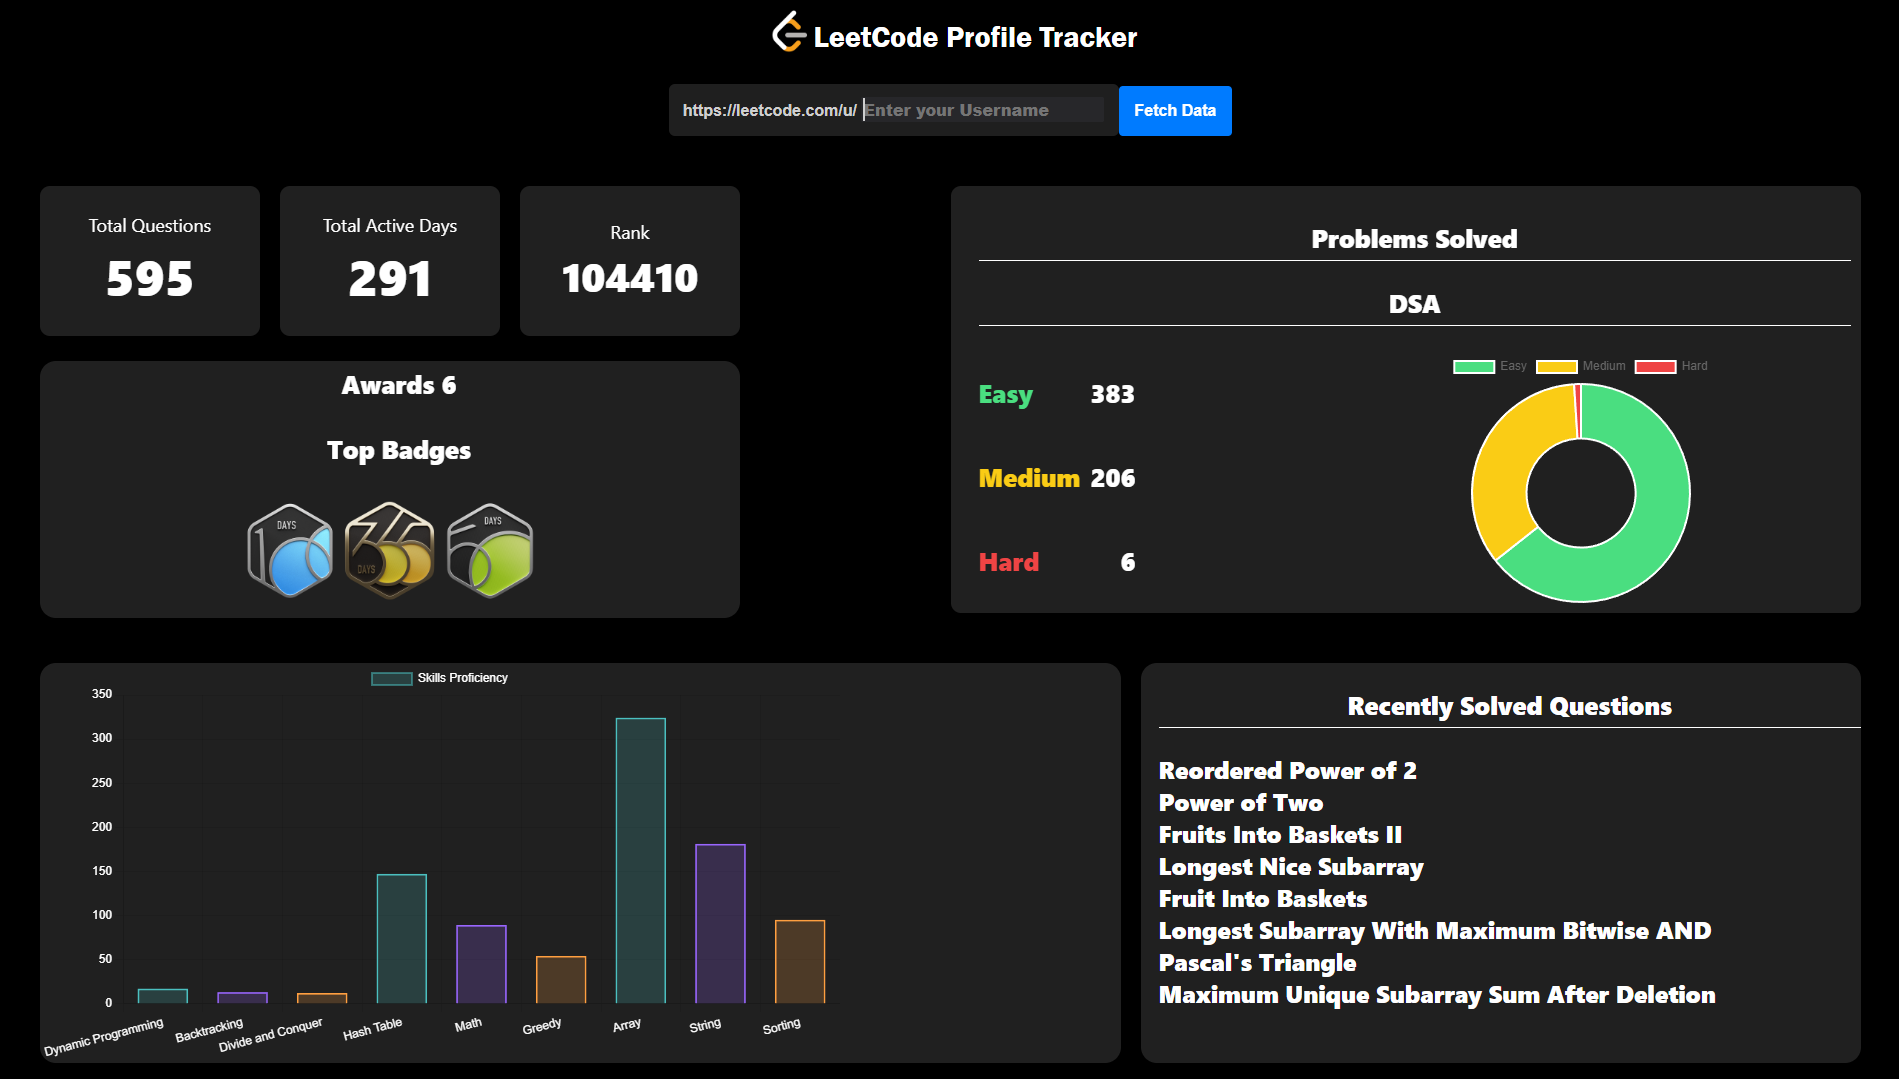 LeetCode Profile Tracker
https://leetcode.com/u/ Enter your Username Fetch Data
Total Questions
595
Total Active Days
291
Rank
104410
Awards 6
Top Badges
100 DAYS
365 DAYS
50 DAYS
Problems Solved
DSA
Easy 383
Medium 206
Hard 6
Easy Medium Hard
Skills Proficiency
350
300
250
200
150
100
50
0
Dynamic Programming Backtracking Divide and Conquer Hash Table Math Greedy Array String Sorting
Recently Solved Questions
Reordered Power of 2
Power of Two
Fruits Into Baskets II
Longest Nice Subarray
Fruit Into Baskets
Longest Subarray With Maximum Bitwise AND
Pascal's Triangle
Maximum Unique Subarray Sum After Deletion